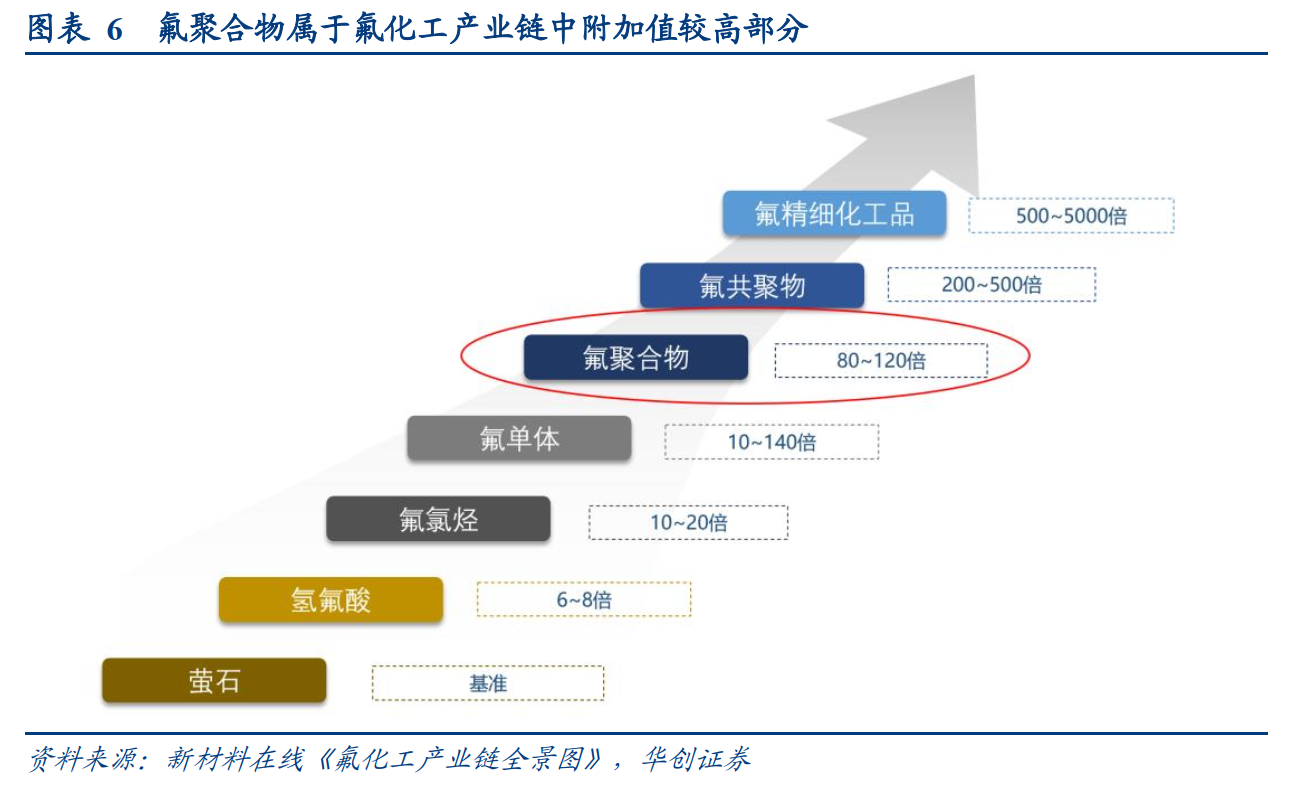 图表 6 氟聚合物属于氟化工产业链中附加值较高部分
氟精细化工品 500~5000倍
氟共聚物 200~500倍
氟聚合物 80~120倍
氟单体 10~140倍
氟氯烃 10~20倍
氢氟酸 6~8倍
萤石 基准
资料来源：新材料在线《氟化工产业链全景图》，华创证券